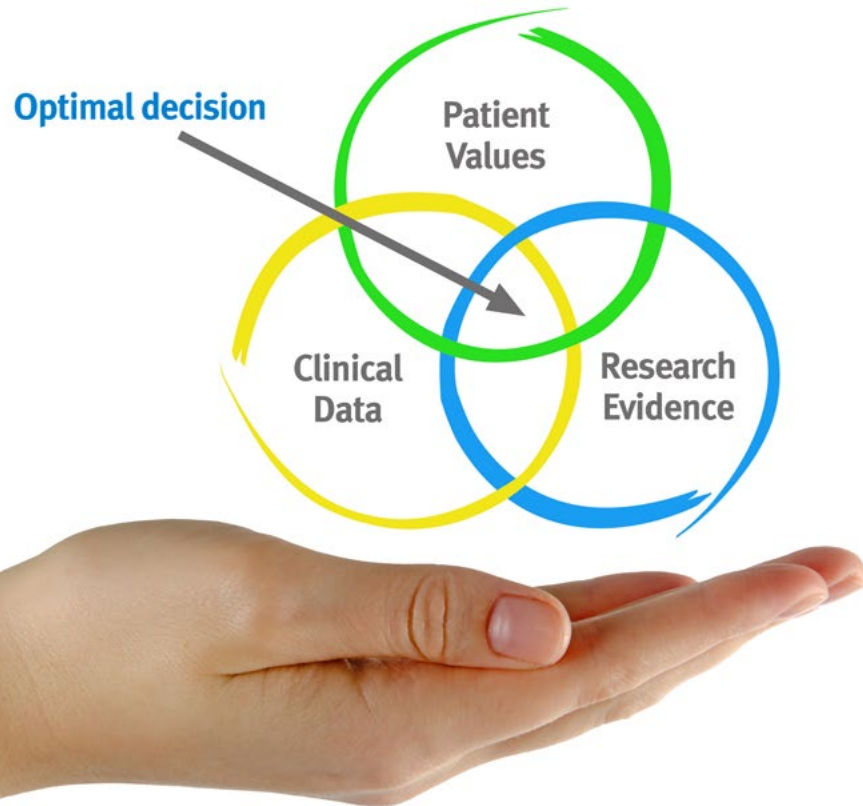 Optimal decision
Patient
Values
Clinical
Data
Research
Evidence